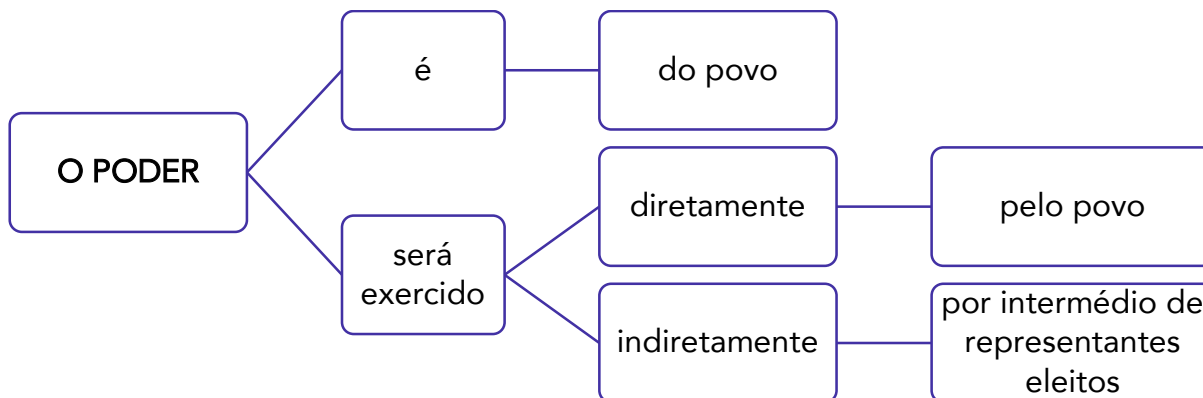 O PODER
é
do povo
será
exercido
diretamente
pelo povo
indiretamente
por intermédio de
representantes
eleitos